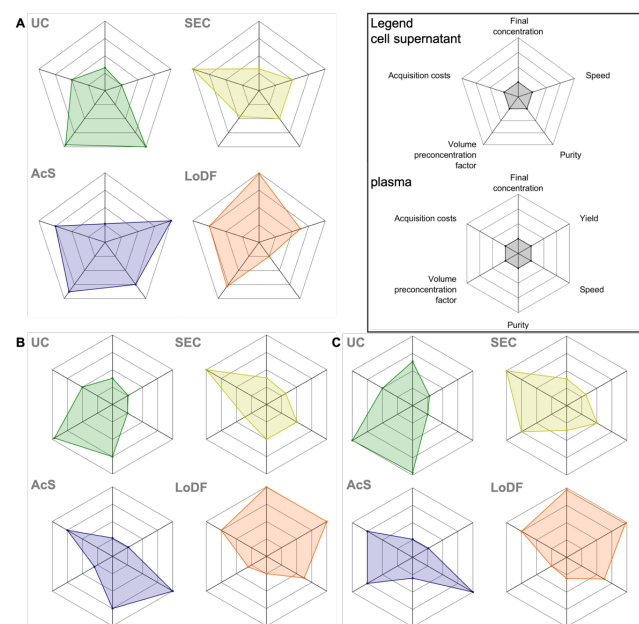 A
UC
SEC
AcS
LoDF
Legend
cell supernatant
Final
concentration
Acquisition costs
Speed
Volume
preconcentration
factor
Purity
plasma
Final
concentration
Acquisition costs
Yield
Volume
preconcentration
factor
Speed
Purity
B
UC
SEC
AcS
LoDF
C
UC
SEC
AcS
LoDF